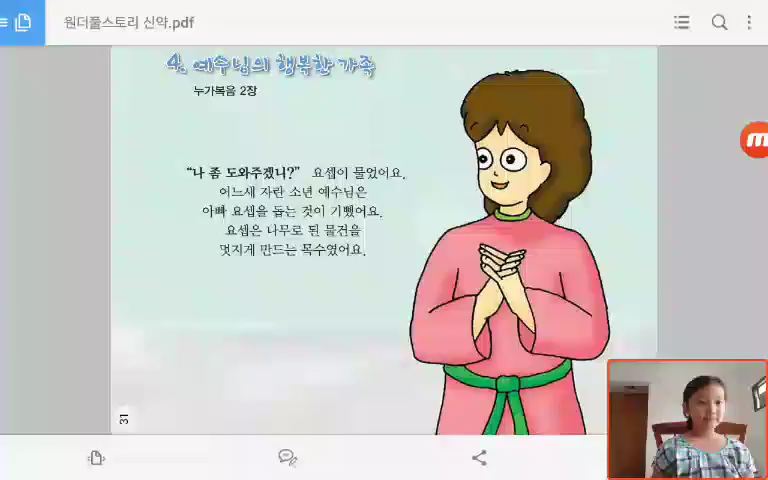 원더풀스토리 신약.pdf
4. 예수님의 행복한 가족
누가복음 2장
“나 좀 도와주겠니?” 요셉이 물었어요.
어느새 자란 소년 예수님은
아빠 요셉을 돕는 것이 기뻤어요.
요셉은 나무로 된 물건을
멋지게 만드는 목수였어요.
31